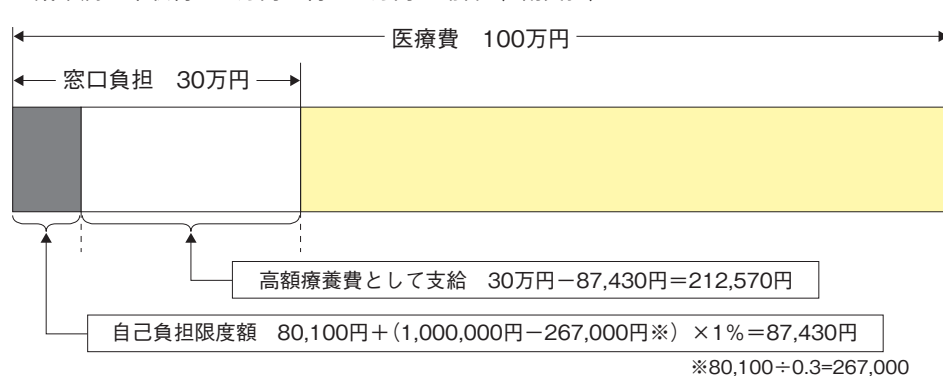 医療費　100万円
窓口負担　30万円
高額療養費として支給　30万円−87,430円＝212,570円
自己負担限度額　80,100円＋（1,000,000円−267,000円※）×1％＝87,430円
※80,100÷0.3=267,000